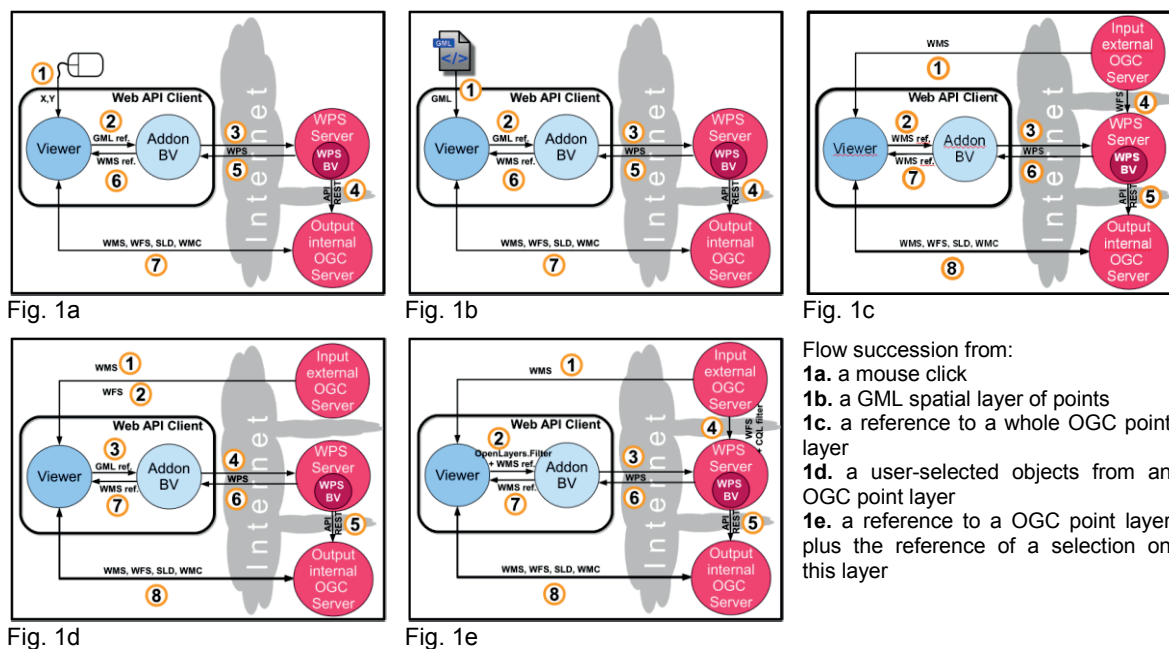 1
X,Y
Web API Client
Viewer
2
GML ref.
WMS ref.
6
Addon
BV
3
WPS
5
Internet
WPS
Server
WPS
BV
API
REST
4
Output
internal
OGC
Server
WMS, WFS, SLD, WMC
7
Fig. 1a
GML
</>
1
GML
Web API Client
Viewer
2
GML ref.
WMS ref.
6
Addon
BV
3
WPS
5
Internet
WPS
Server
WPS
BV
API
REST
4
Output
internal
OGC
Server
WMS, WFS, SLD, WMC
7
Fig. 1b
WMS
1
Input
external
OGC
Server
WFS
4
Web API Client
Viewer
2
WMS ref.
WMS ref.
7
Addon
BV
3
WPS
6
Internet
WPS
Server
WPS
BV
API
REST
5
Output
internal
OGC
Server
WMS, WFS, SLD, WMC
8
Fig. 1c
WMS
1
WFS
2
Input
external
OGC
Server
Web API Client
Viewer
3
GML ref.
WMS ref.
7
Addon
BV
4
WPS
6
Internet
WPS
Server
WPS
BV
API
REST
5
Output
internal
OGC
Server
WMS, WFS, SLD, WMC
8
Fig. 1d
WMS
1
Input
external
OGC
Server
4
WFS
+ CQL filter
Web API Client
Viewer
2
OpenLayers.Filter
+ WMS ref.
WMS ref.
7
Addon
BV
3
WPS
6
Internet
WPS
Server
WPS
BV
API
REST
5
Output
internal
OGC
Server
WMS, WFS, SLD, WMC
8
Fig. 1e
Flow succession from:
1a. a mouse click
1b. a GML spatial layer of points
1c. a reference to a whole OGC point
layer
1d. a user-selected objects from an
OGC point layer
1e. a reference to a OGC point layer
plus the reference of a selection on
this layer